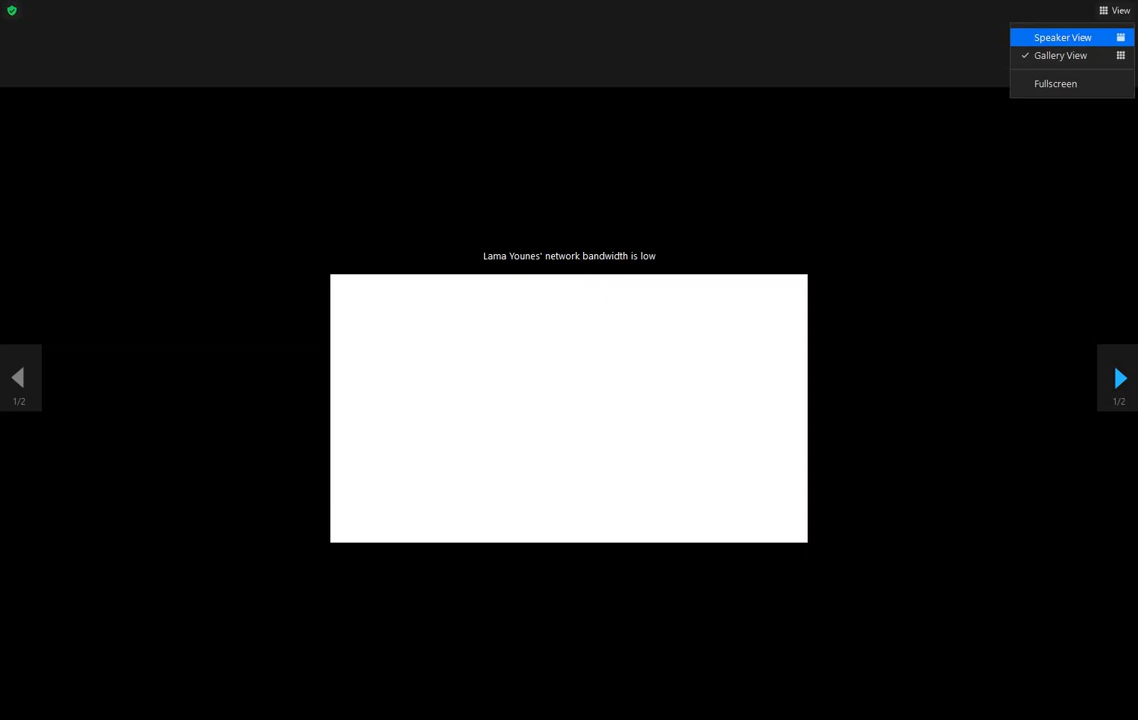 View
Speaker View
Gallery View
Fullscreen
Lama Younes' network bandwidth is low
1/2
1/2